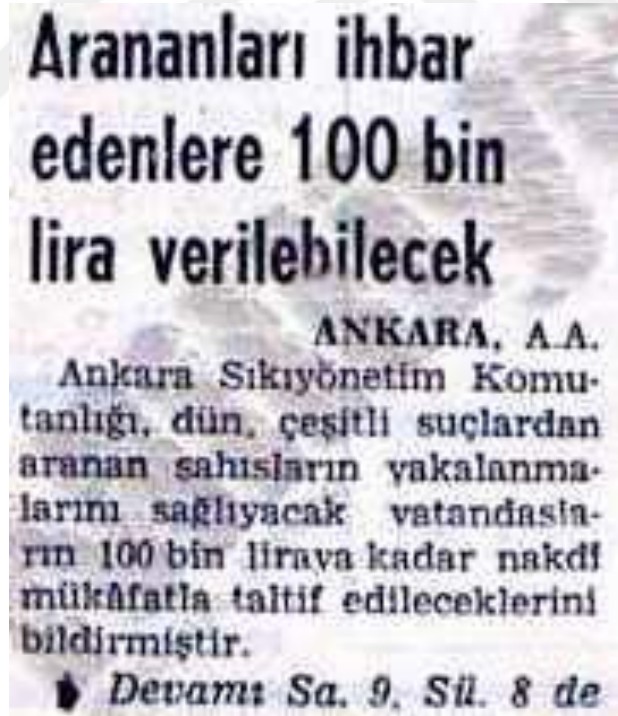 Arananları ihbar
edenlere 100 bin
lira verilebilecek
ANKARA, A.A.
Ankara Sıkıyönetim Komu-
tanlığı, dün, çeşitli suçlardan
aranan şahısların yakalanma-
larını sağlıyacak vatandaşla-
rın 100 bin liraya kadar nakdî
mükâfatla taltif edileceklerini
bildirmiştir.
Devamı Sa. 9, Sü. 8 de